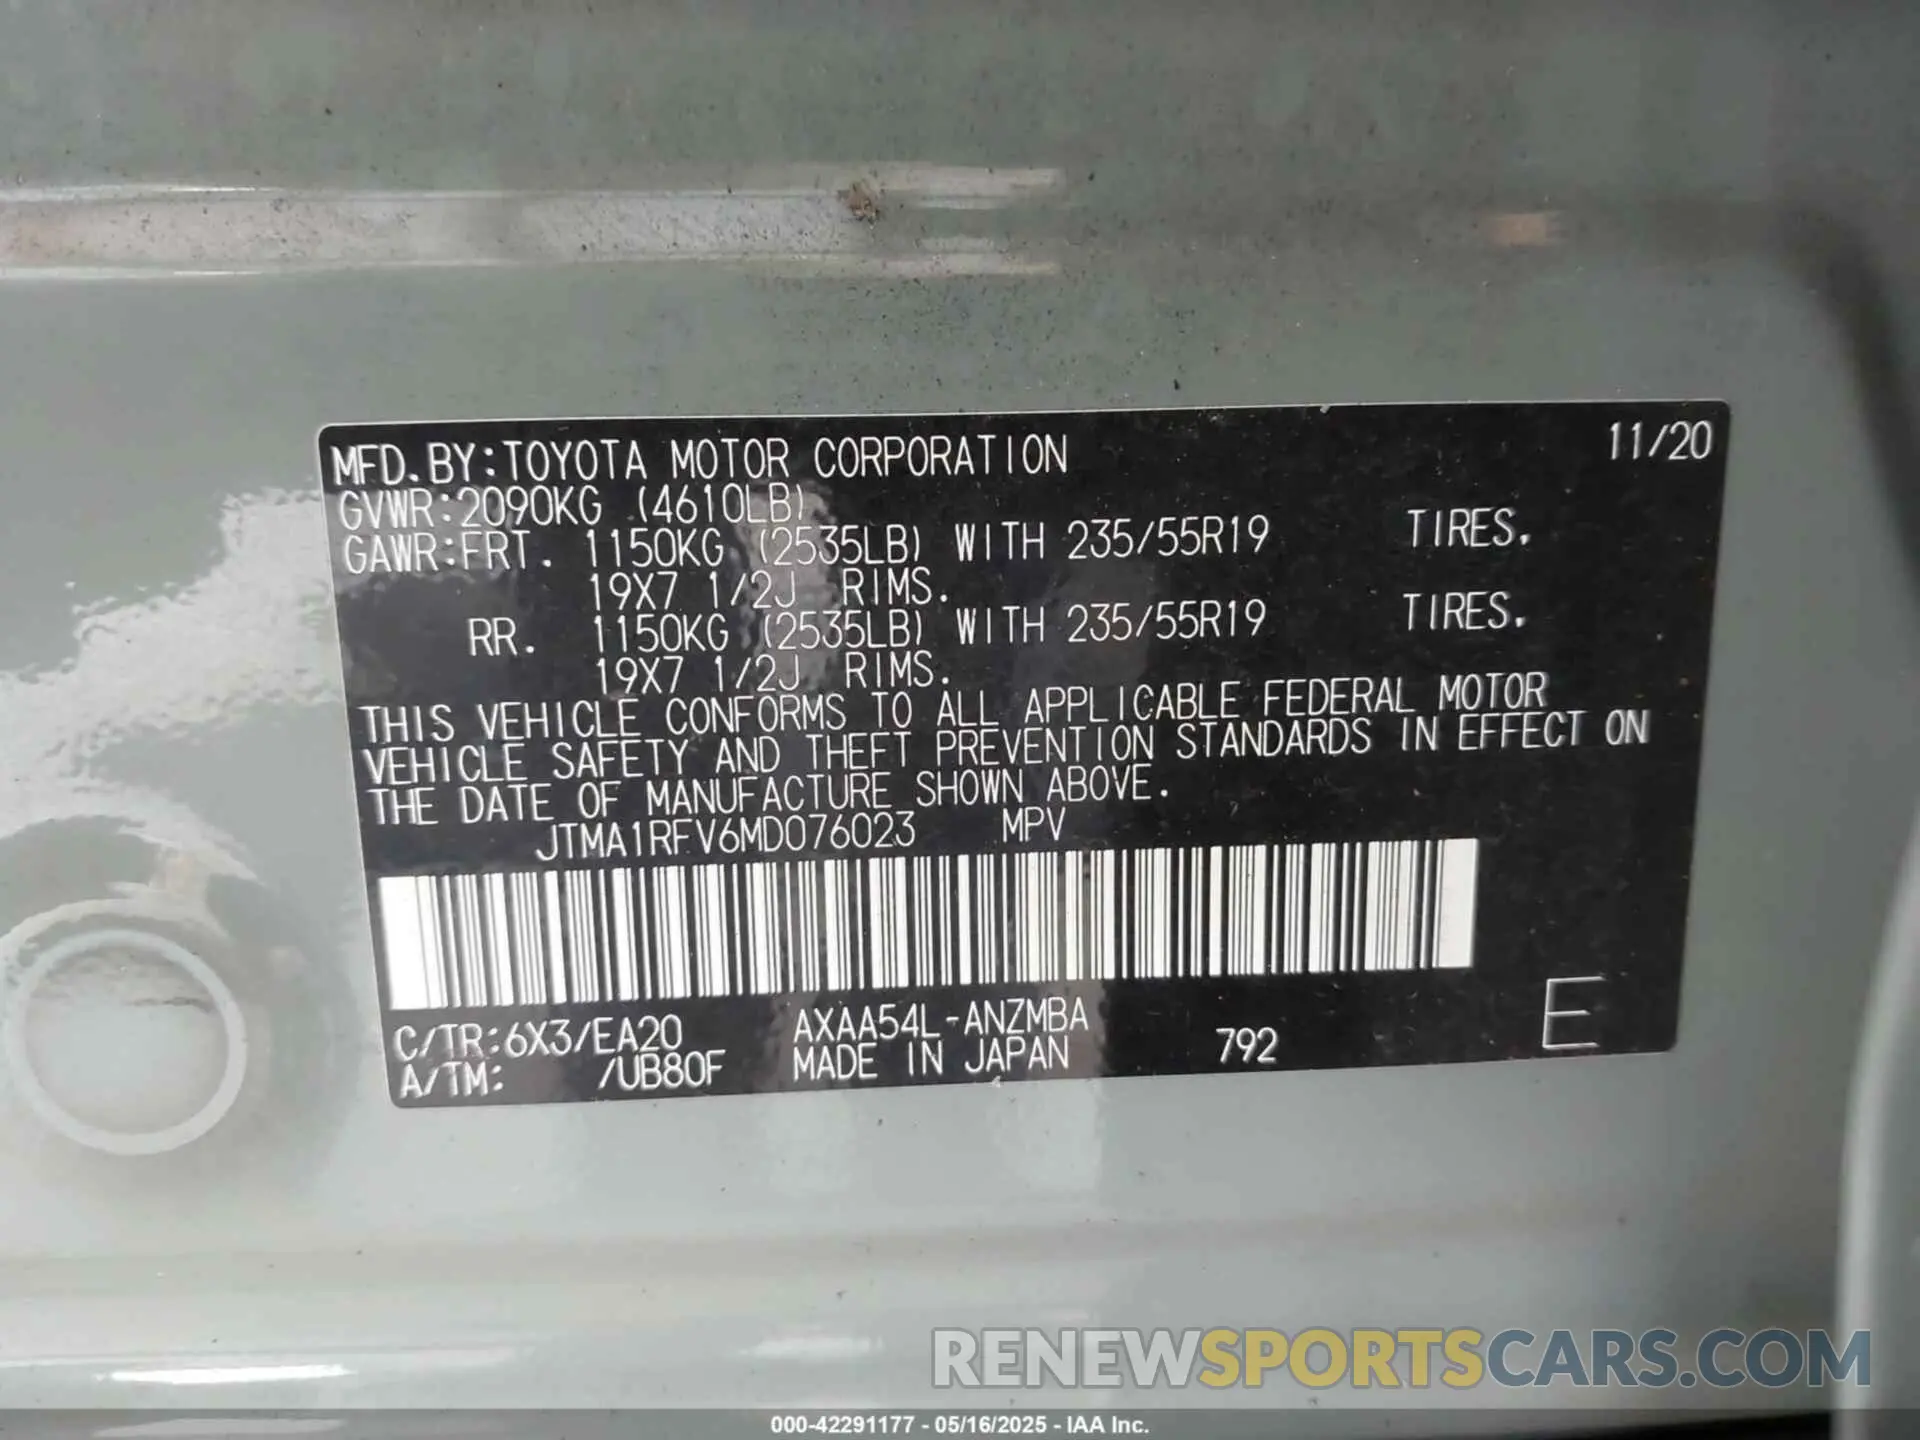 MFD.BY:TOYOTA MOTOR CORPORATION 11/20
GVWR:2090KG (4610LB)
GAWR:FRT. 1150KG (2535LB) WITH 235/55R19 TIRES.
19X7 1/2J RIMS.
RR. 1150KG (2535LB) WITH 235/55R19 TIRES.
19X7 1/2J RIMS.
THIS VEHICLE CONFORMS TO ALL APPLICABLE FEDERAL MOTOR
VEHICLE SAFETY AND THEFT PREVENTION STANDARDS IN EFFECT ON
THE DATE OF MANUFACTURE SHOWN ABOVE.
JTMA1RFV6MD076023 MPV
C/TR:6X3/EA20 AXAA54L-ANZMBA 792 E
A/TM: /UB80F MADE IN JAPAN
RENEWSPORTSCARS.COM
000-42291177 - 05/16/2025 - IAA Inc.